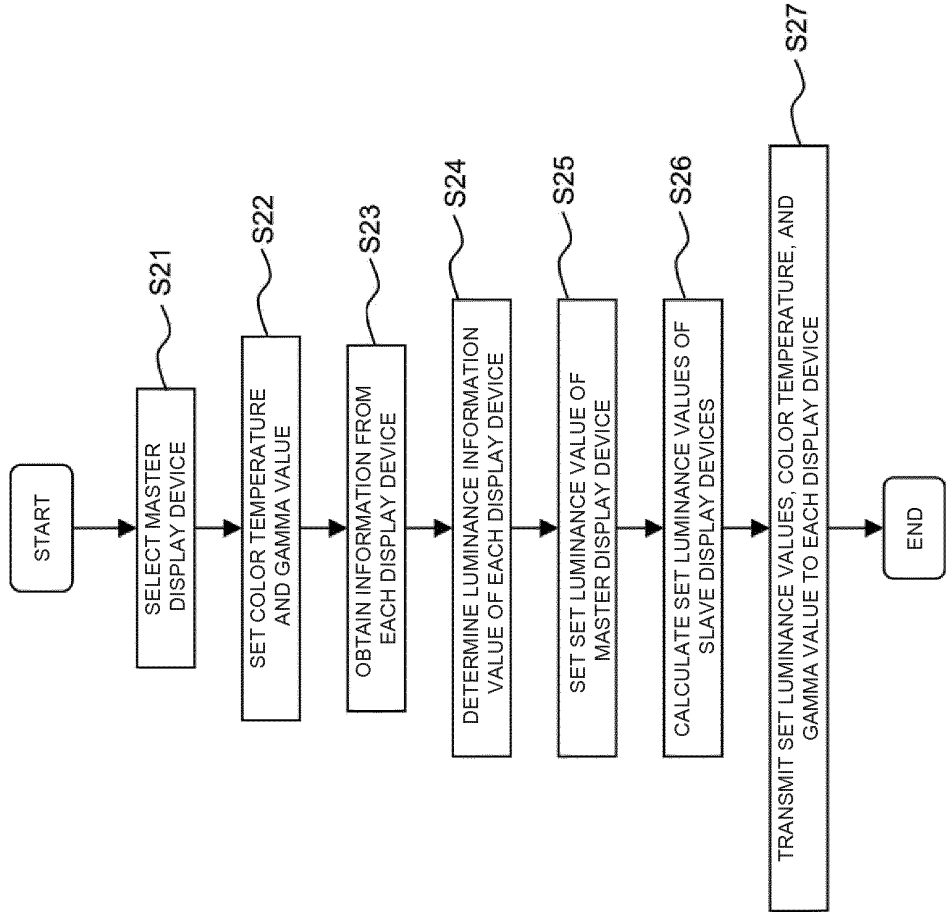 START
SELECT MASTER
DISPLAY DEVICE
S21
SET COLOR TEMPERATURE
AND GAMMA VALUE
S22
OBTAIN INFORMATION FROM
EACH DISPLAY DEVICE
S23
DETERMINE LUMINANCE INFORMATION
VALUE OF EACH DISPLAY DEVICE
S24
SET SET LUMINANCE VALUE OF
MASTER DISPLAY DEVICE
S25
CALCULATE SET LUMINANCE VALUES OF
SLAVE DISPLAY DEVICES
S26
TRANSMIT SET LUMINANCE VALUES, COLOR TEMPERATURE, AND
GAMMA VALUE TO EACH DISPLAY DEVICE
S27
END